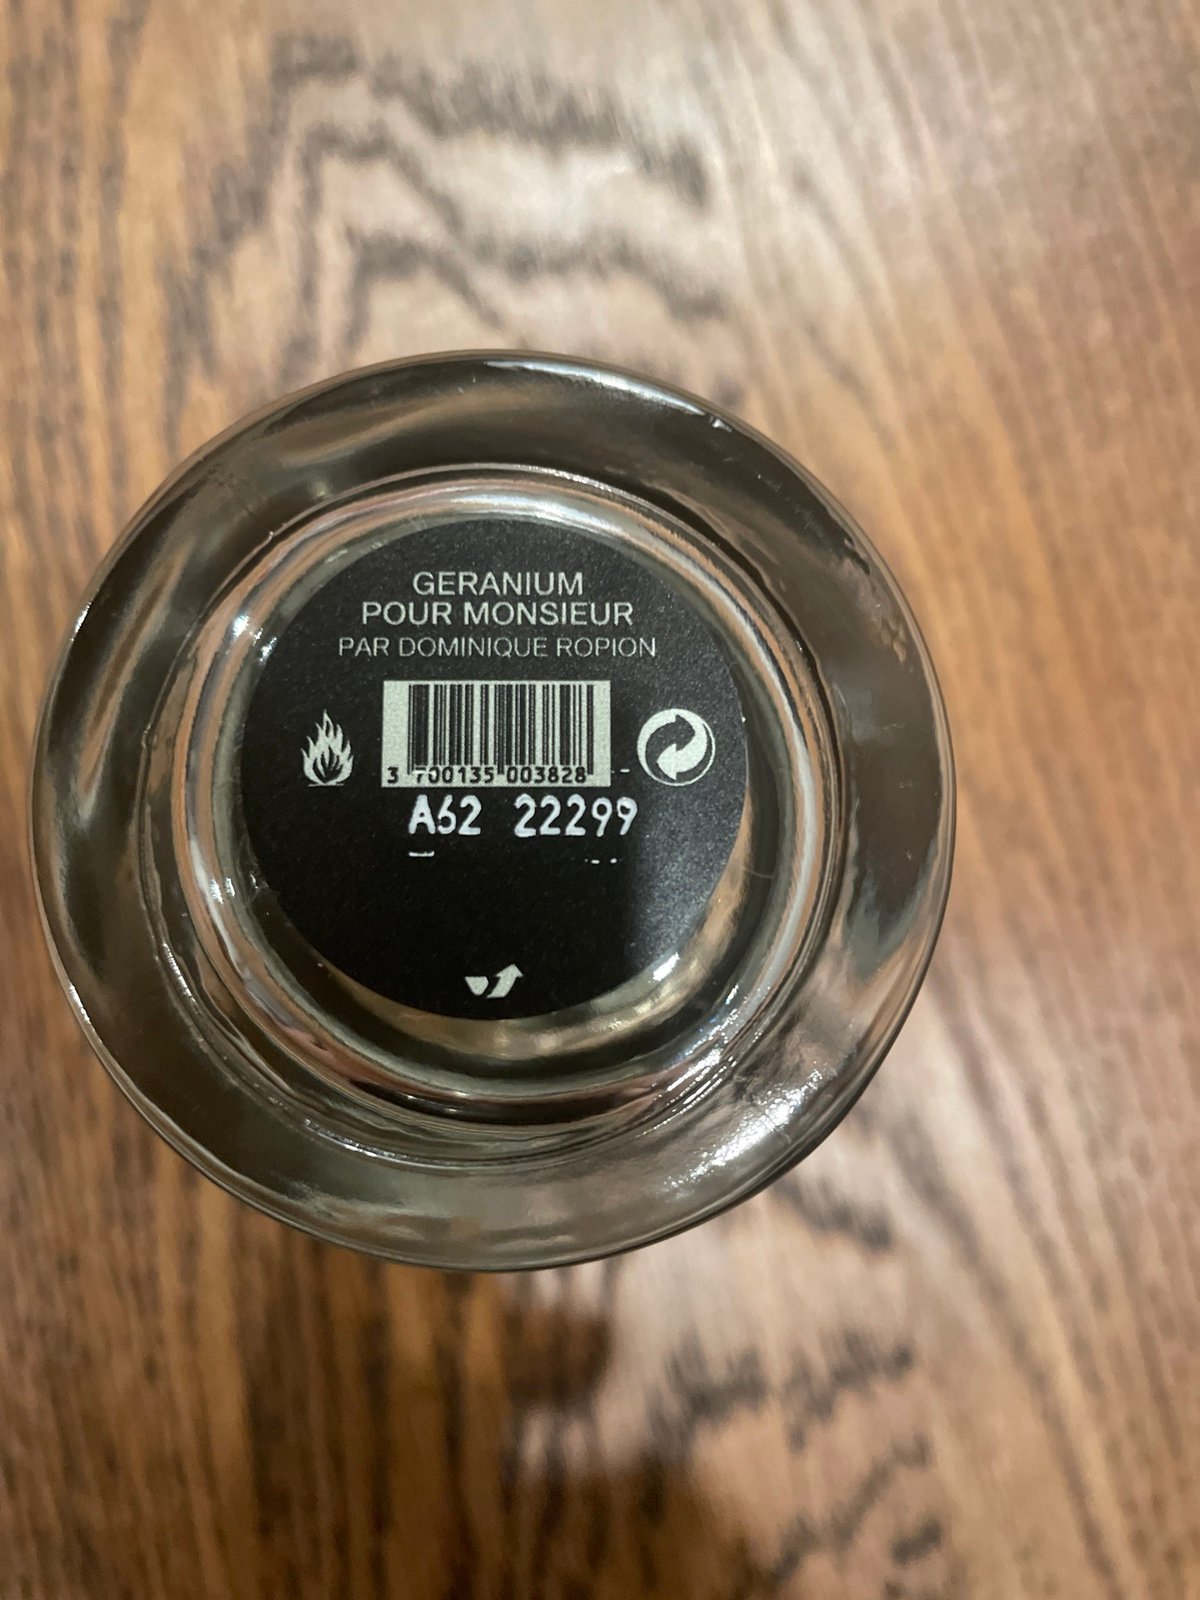 GERANIUM
POUR MONSIEUR
PAR DOMINIQUE ROPION
3 700135 003828
A62 22299